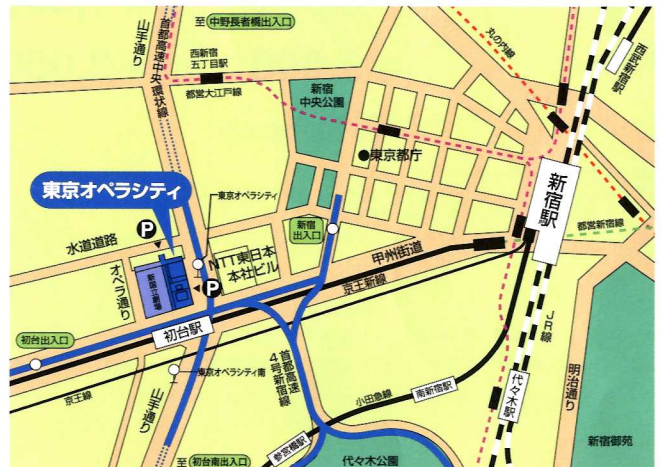 山手通り
首都高速中央環状線
至 中野長者橋出入口
西新宿
五丁目駅
都営大江戸線
新宿
中央公園
丸の内線
西武新宿駅
●東京都庁
東京オペラシティ
東京オペラシティ
P
水道道路
オペラ通り
新国立劇場
P
NTT東日本
本社ビル
新宿
出入口
甲州街道
京王新線
新宿駅
都営新宿線
初台出入口
初台駅
東京オペラシティ南
京王線
山手通り
首都高速
4号新宿線
JR線
代々木駅
明治通り
小田急線
南新宿駅
参宮橋駅
至 初台南出入口
代々木公園
新宿御苑